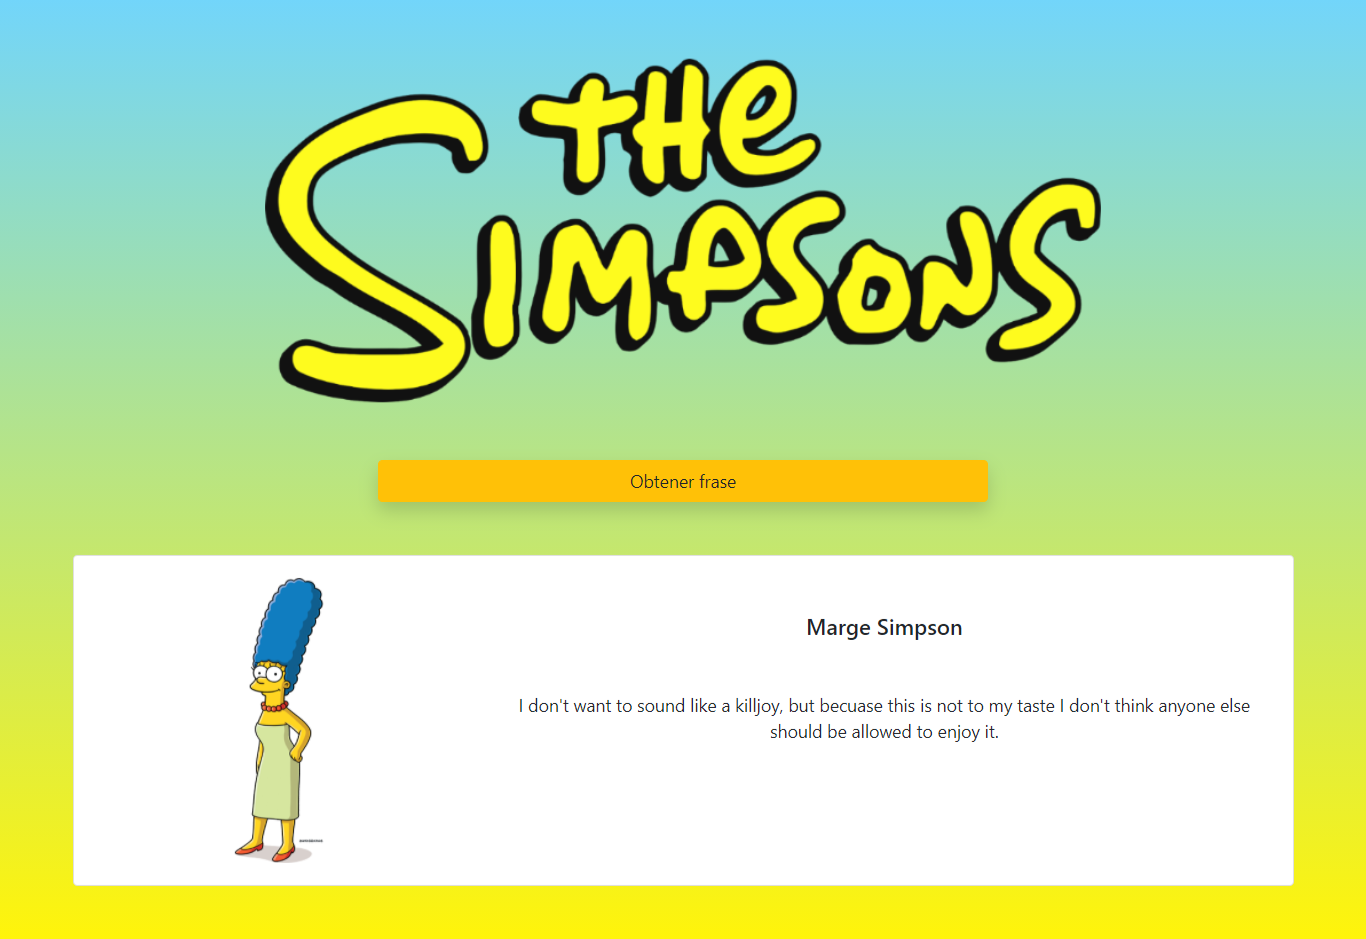 THe
SIMPSONS
Obtener frase
Marge Simpson
I don't want to sound like a killjoy, but becuase this is not to my taste I don't think anyone else
should be allowed to enjoy it.